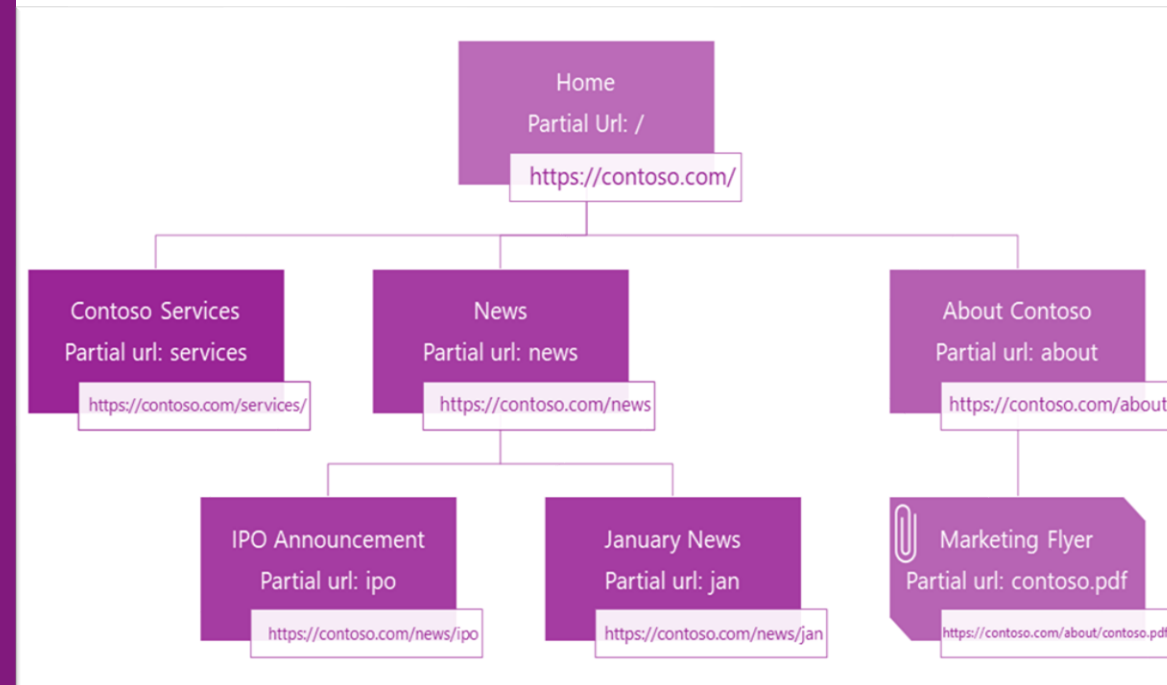 Home
Partial Url: /
https://contoso.com/
Contoso Services
Partial url: services
https://contoso.com/services/
News
Partial url: news
https://contoso.com/news
About Contoso
Partial url: about
https://contoso.com/about
IPO Announcement
Partial url: ipo
https://contoso.com/news/ipo
January News
Partial url: jan
https://contoso.com/news/jan
Marketing Flyer
Partial url: contoso.pdf
https://contoso.com/about/contoso.pdf